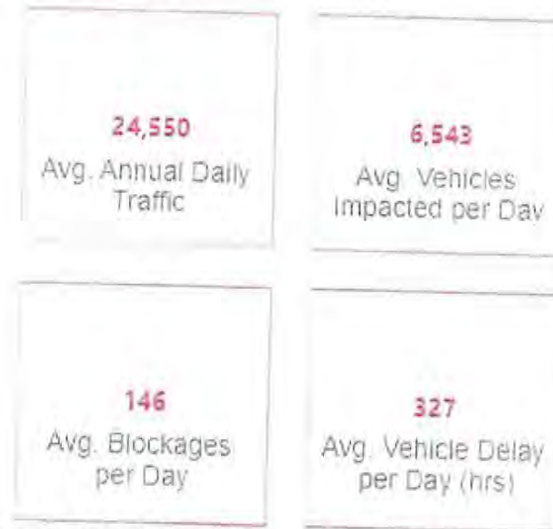 24,550
Avg. Annual Daily
Traffic
6,543
Avg. Vehicles
Impacted per Day
146
Avg. Blockages
per Day
327
Avg. Vehicle Delay
per Day (hrs)